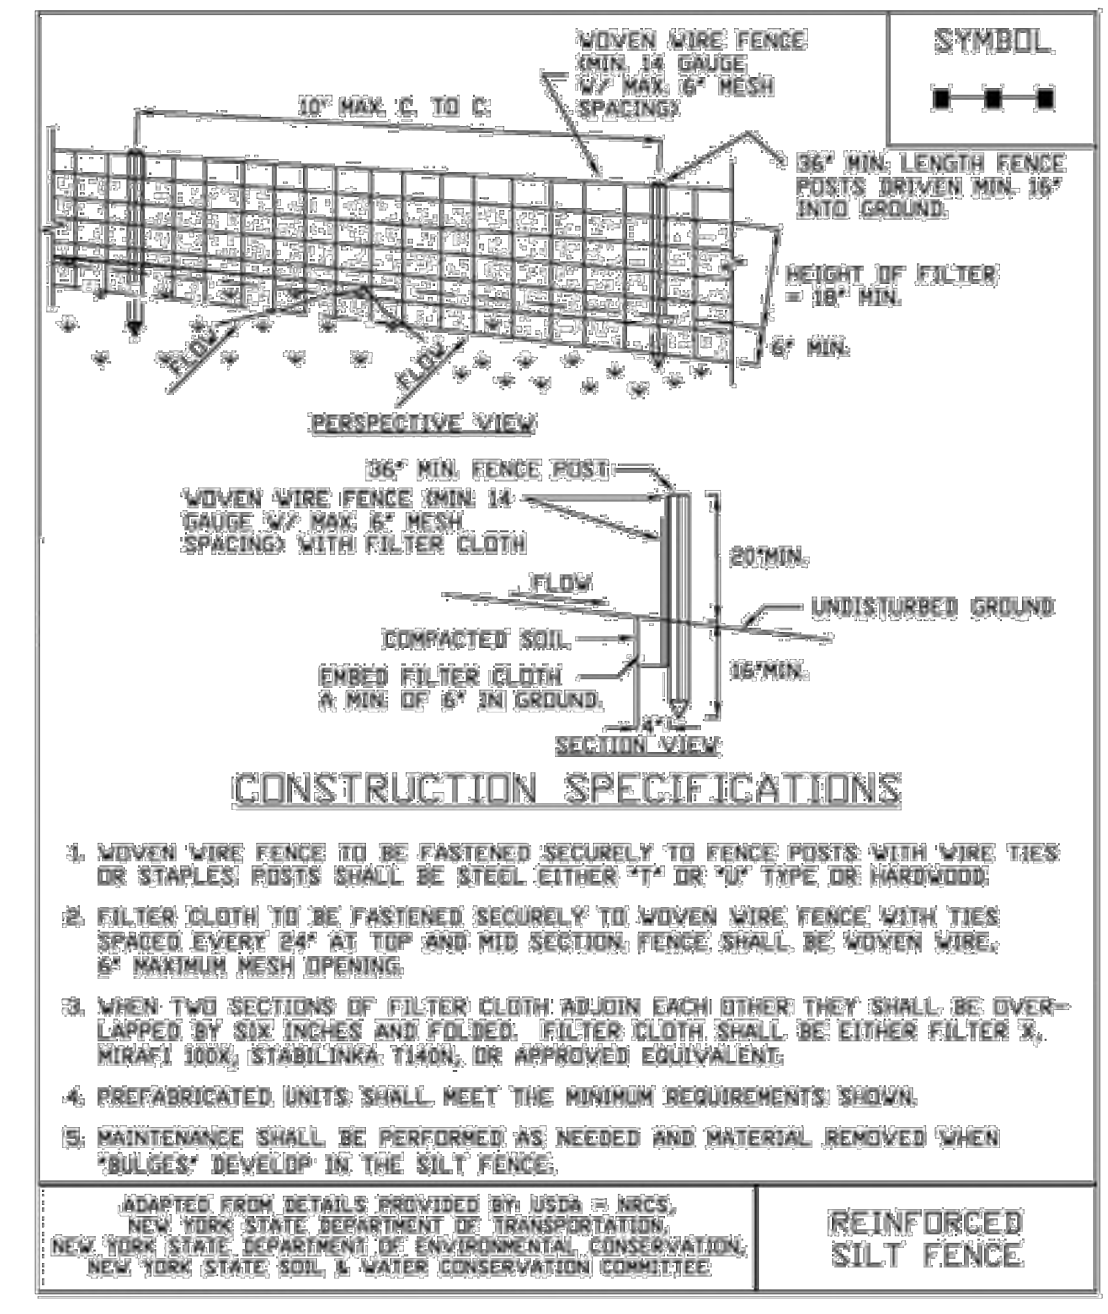 WOVEN WIRE FENCE
(MIN. 14 GAUGE
W/ MAX. 6" MESH
SPACING)
SYMBOL
10' MAX. C. TO C.
36" MIN. LENGTH FENCE
POSTS DRIVEN MIN. 16"
INTO GROUND.
HEIGHT OF FILTER
= 18" MIN.
6" MIN.
FLOW
FLOW
PERSPECTIVE VIEW
36" MIN. FENCE POST
WOVEN WIRE FENCE (MIN. 14
GAUGE W/ MAX. 6" MESH
SPACING) WITH FILTER CLOTH
20"MIN.
FLOW
UNDISTURBED GROUND
COMPACTED SOIL
EMBED FILTER CLOTH
A MIN. OF 6" IN GROUND.
16"MIN.
4"
SECTION VIEW
CONSTRUCTION SPECIFICATIONS
1. WOVEN WIRE FENCE TO BE FASTENED SECURELY TO FENCE POSTS WITH WIRE TIES
OR STAPLES. POSTS SHALL BE STEEL EITHER "T" OR "U" TYPE OR HARDWOOD.
2. FILTER CLOTH TO BE FASTENED SECURELY TO WOVEN WIRE FENCE WITH TIES
SPACED EVERY 24" AT TOP AND MID SECTION. FENCE SHALL BE WOVEN WIRE,
6" MAXIMUM MESH OPENING.
3. WHEN TWO SECTIONS OF FILTER CLOTH ADJOIN EACH OTHER THEY SHALL BE OVER-
LAPPED BY SIX INCHES AND FOLDED. FILTER CLOTH SHALL BE EITHER FILTER X,
MIRAFI 100X, STABILINKA T140N, OR APPROVED EQUIVALENT.
4. PREFABRICATED UNITS SHALL MEET THE MINIMUM REQUIREMENTS SHOWN.
5. MAINTENANCE SHALL BE PERFORMED AS NEEDED AND MATERIAL REMOVED WHEN
"BULGES" DEVELOP IN THE SILT FENCE.
ADAPTED FROM DETAILS PROVIDED BY: USDA - NRCS,
NEW YORK STATE DEPARTMENT OF TRANSPORTATION,
NEW YORK STATE DEPARTMENT OF ENVIRONMENTAL CONSERVATION,
NEW YORK STATE SOIL & WATER CONSERVATION COMMITTEE
REINFORCED
SILT FENCE